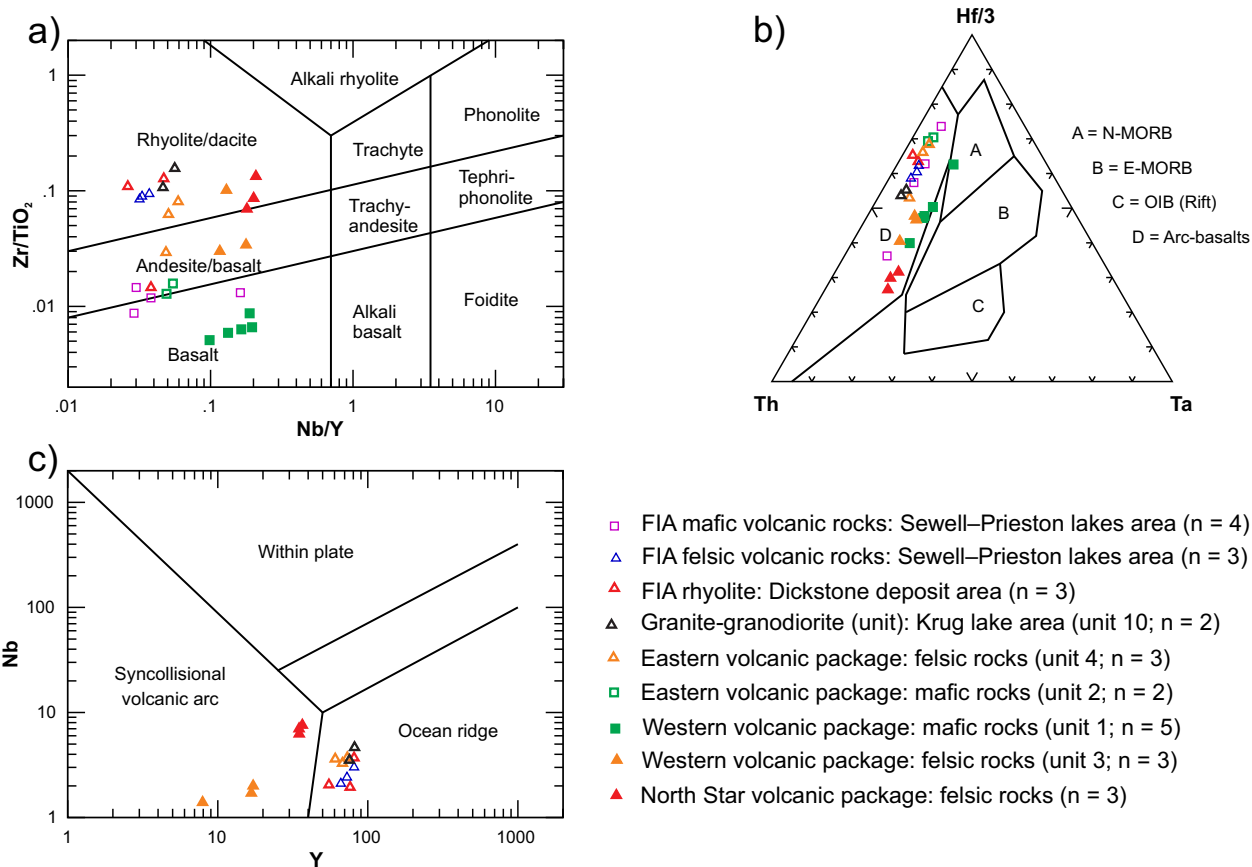 a)
Zr/TiO2
1
.1
.01
.01
.1
1
10
Nb/Y
Alkali rhyolite
Phonolite
Rhyolite/dacite
Trachyte
Tephri-
phonolite
Trachy-
andesite
Andesite/basalt
Alkali
basalt
Foidite
Basalt
b)
Hf/3
A
B
C
D
Th
Ta
A = N-MORB
B = E-MORB
C = OIB (Rift)
D = Arc-basalts
c)
Nb
1000
100
10
1
1
10
100
1000
Y
Within plate
Syncollisional
volcanic arc
Ocean ridge
FIA mafic volcanic rocks: Sewell–Prieston lakes area (n = 4)
FIA felsic volcanic rocks: Sewell–Prieston lakes area (n = 3)
FIA rhyolite: Dickstone deposit area (n = 3)
Granite-granodiorite (unit): Krug lake area (unit 10; n = 2)
Eastern volcanic package: felsic rocks (unit 4; n = 3)
Eastern volcanic package: mafic rocks (unit 2; n = 2)
Western volcanic package: mafic rocks (unit 1; n = 5)
Western volcanic package: felsic rocks (unit 3; n = 3)
North Star volcanic package: felsic rocks (n = 3)